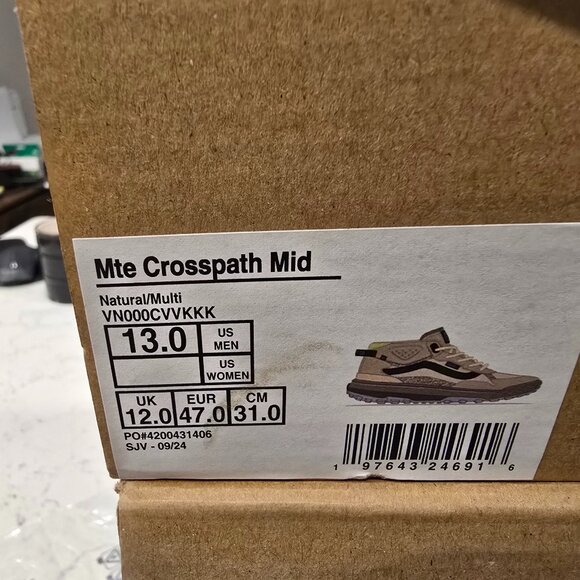 Mte Crosspath Mid
Natural/Multi
VN000CVVKKK
13.0 US MEN
US WOMEN
UK EUR CM
12.0 47.0 31.0
PO#4200431406
SJV - 09/24
1 97643 24691 6